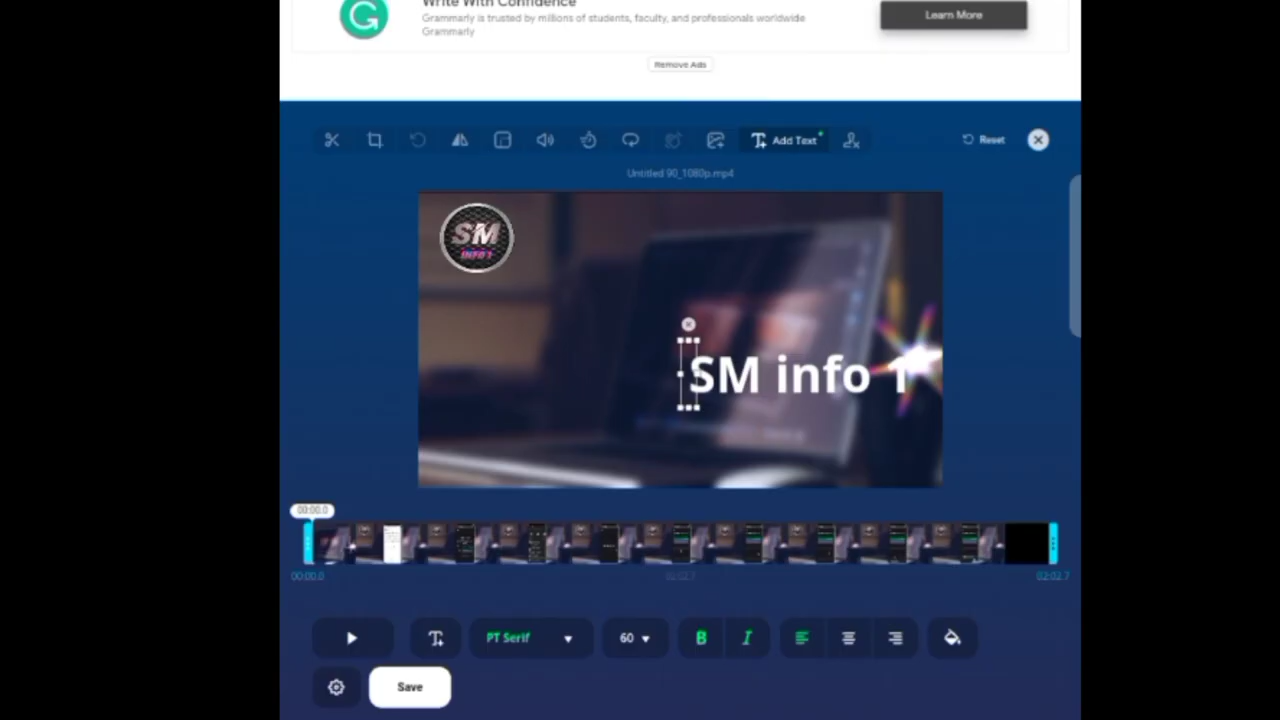 Write With Confidence
Grammarly is trusted by millions of students, faculty, and professionals worldwide
Grammarly
Learn More
Remove Ads
Add Text
Reset
Untitled 90_1080p.mp4
SM
INFO 1
SM info 1
00:00.0
00:00.0
02:02.7
PT Serif
60
B
I
Save